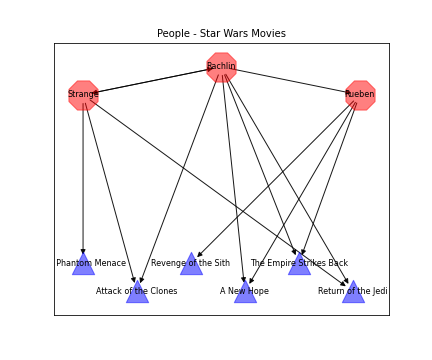 People - Star Wars Movies
Bachlin
Strange
Rueben
Phantom Menace
Revenge of the Sith
The Empire Strikes Back
Attack of the Clones
A New Hope
Return of the Jedi